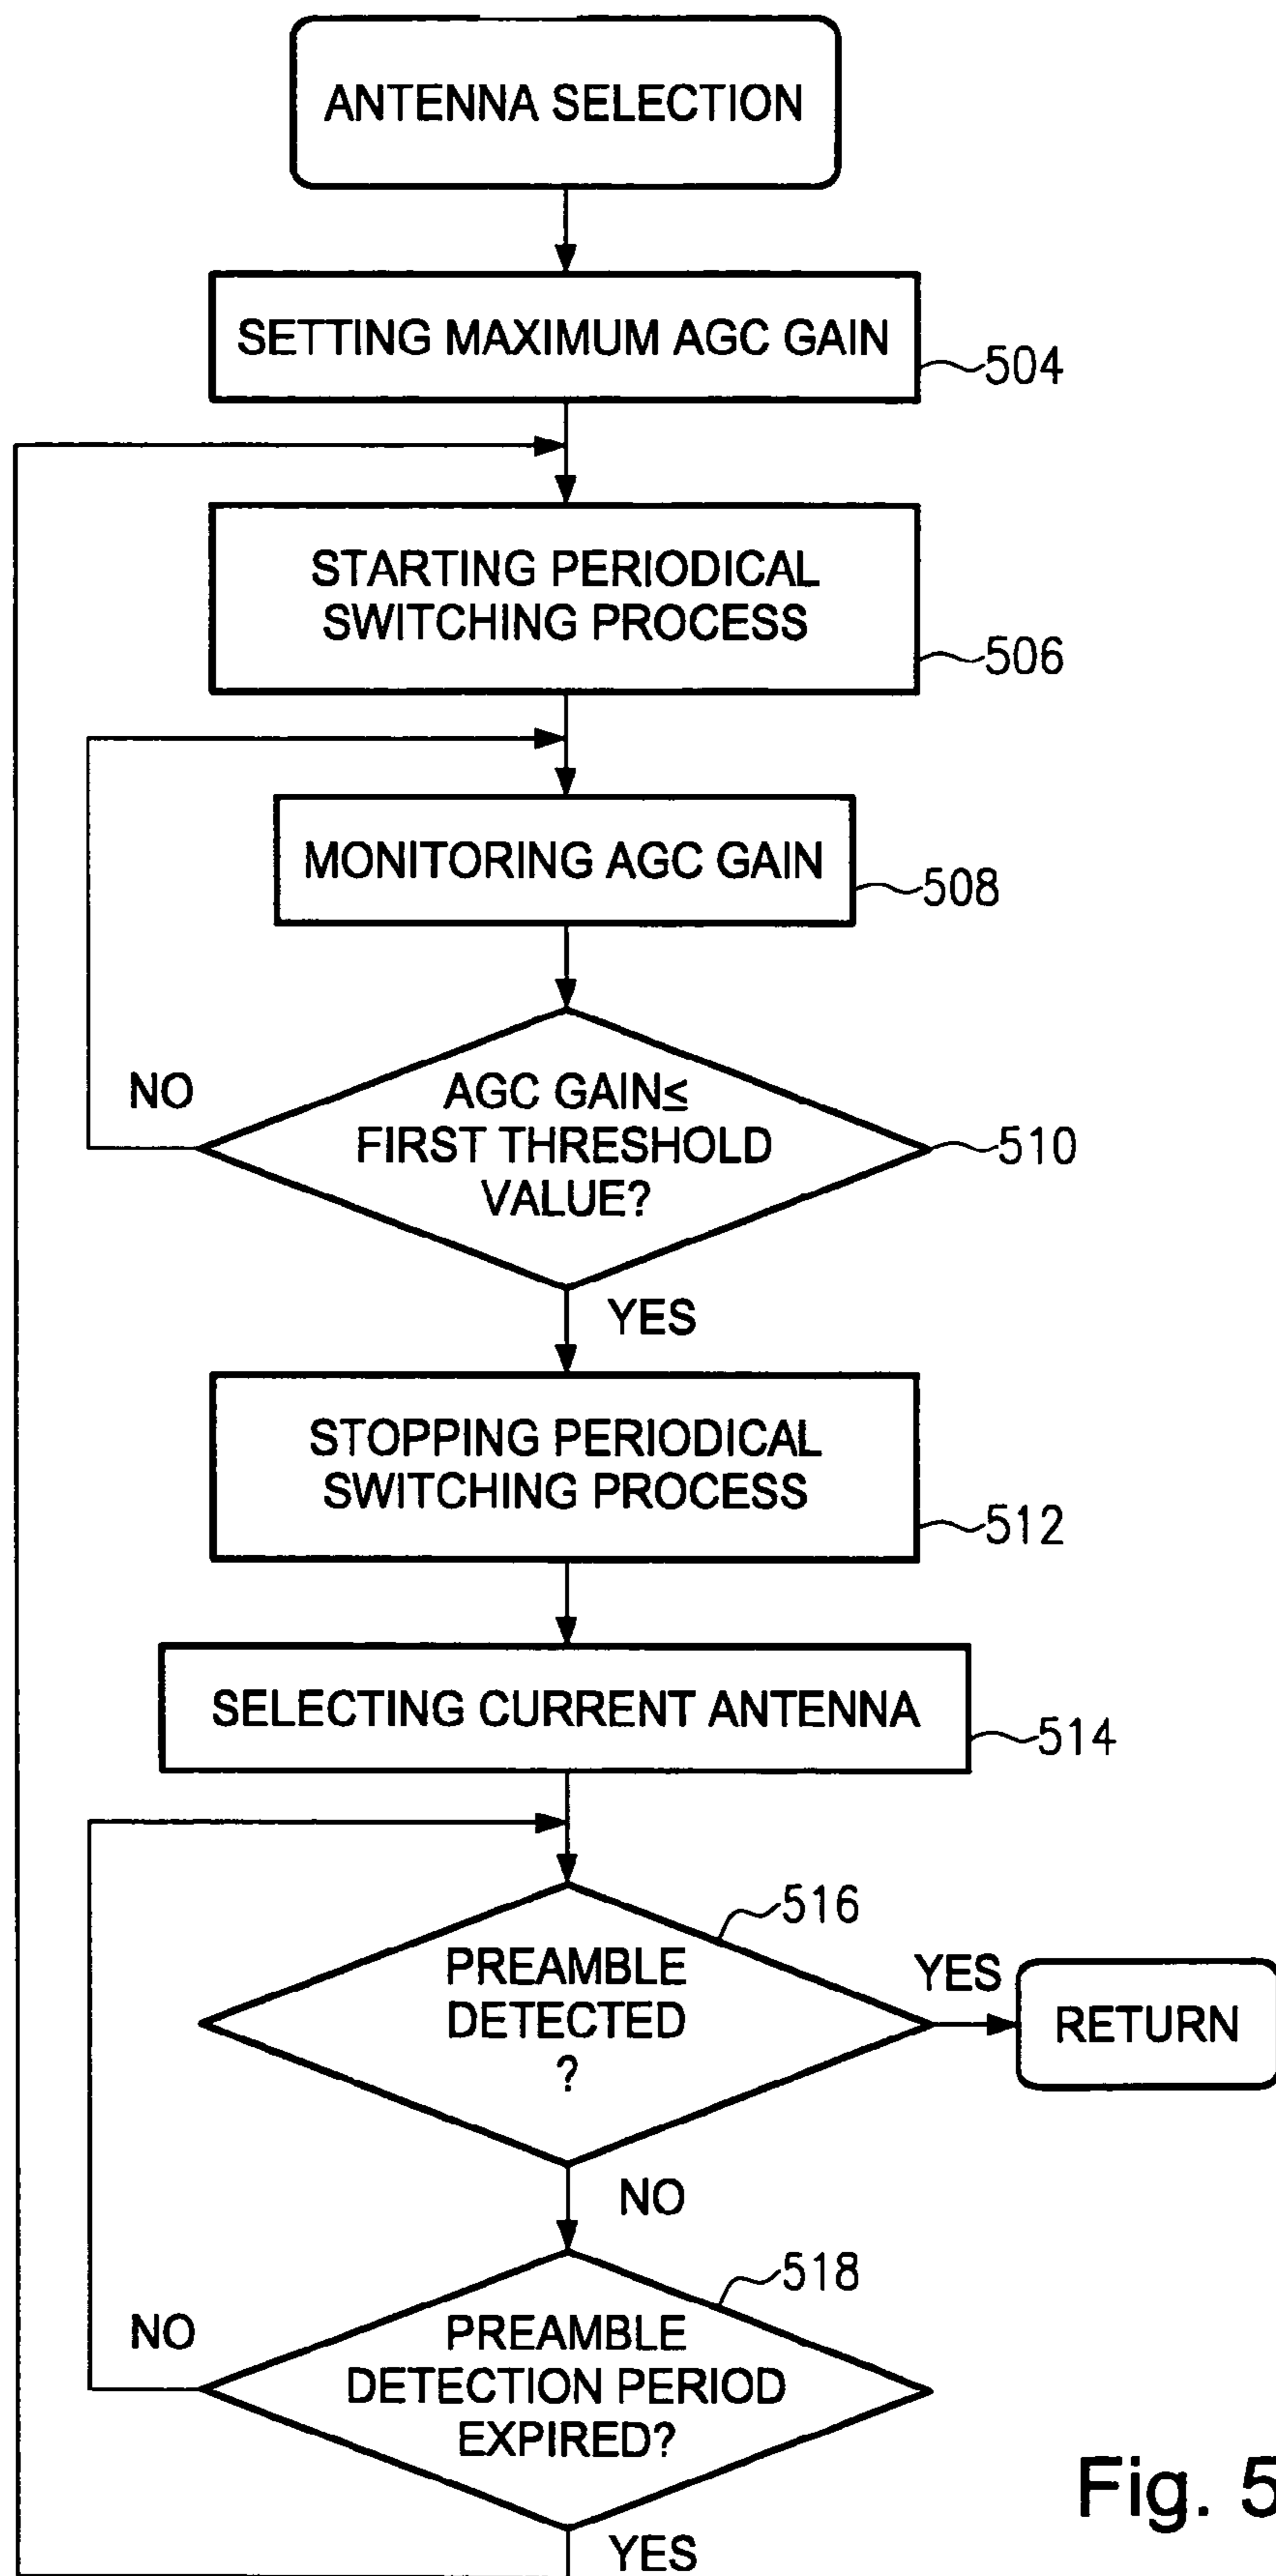 ANTENNA SELECTION
SETTING MAXIMUM AGC GAIN
504
STARTING PERIODICAL
SWITCHING PROCESS
506
MONITORING AGC GAIN
508
NO
AGC GAIN≤
FIRST THRESHOLD
VALUE?
510
YES
STOPPING PERIODICAL
SWITCHING PROCESS
512
SELECTING CURRENT ANTENNA
514
516
PREAMBLE
DETECTED
?
YES
RETURN
NO
518
NO
PREAMBLE
DETECTION PERIOD
EXPIRED?
YES
Fig. 5